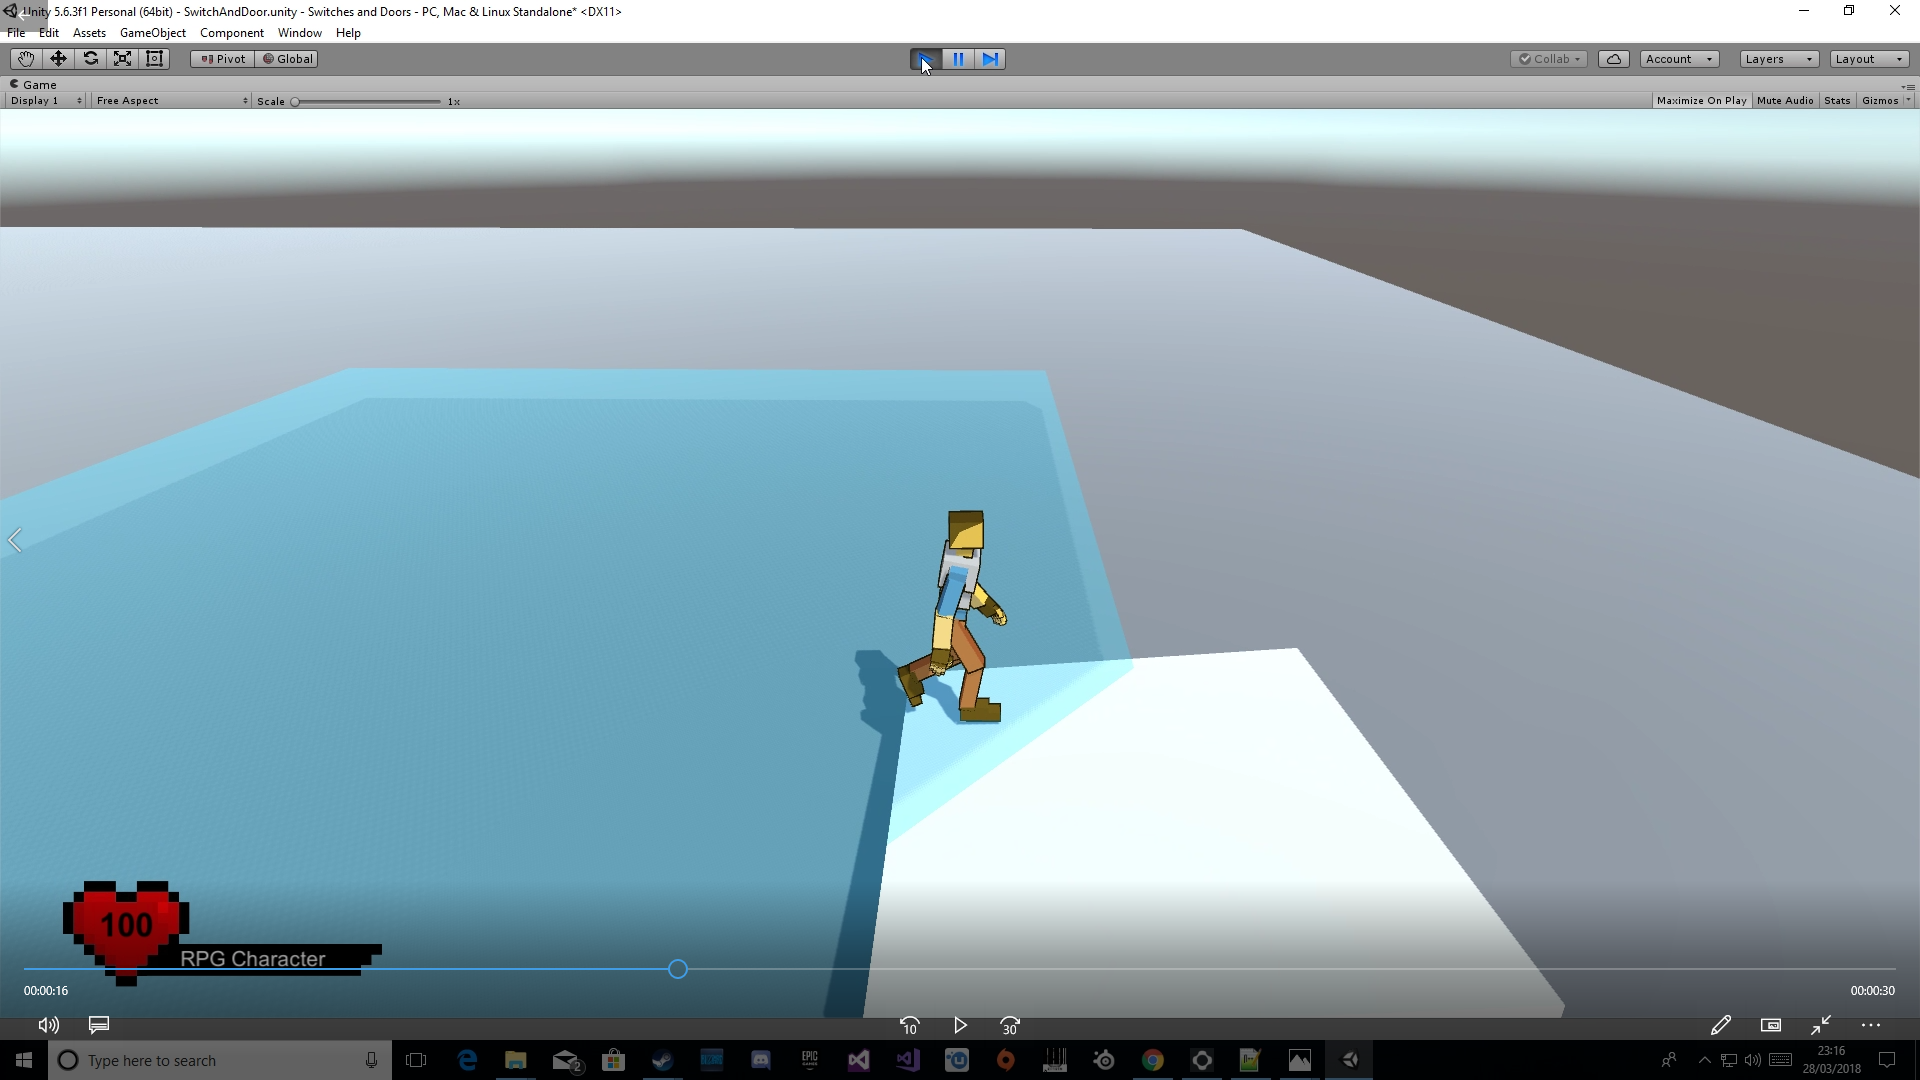 Unity 5.6.3f1 Personal (64bit) - SwitchAndDoor.unity - Switches and Doors - PC, Mac & Linux Standalone* <DX11>
File Edit Assets GameObject Component Window Help
Pivot Global Collab Account Layers Layout
Game
Display 1 Free Aspect Scale 1x Maximize On Play Mute Audio Stats Gizmos
100
RPG Character
00:00:16 00:00:30
10 30
Type here to search 2 EPIC GAMES 23:16
28/03/2018